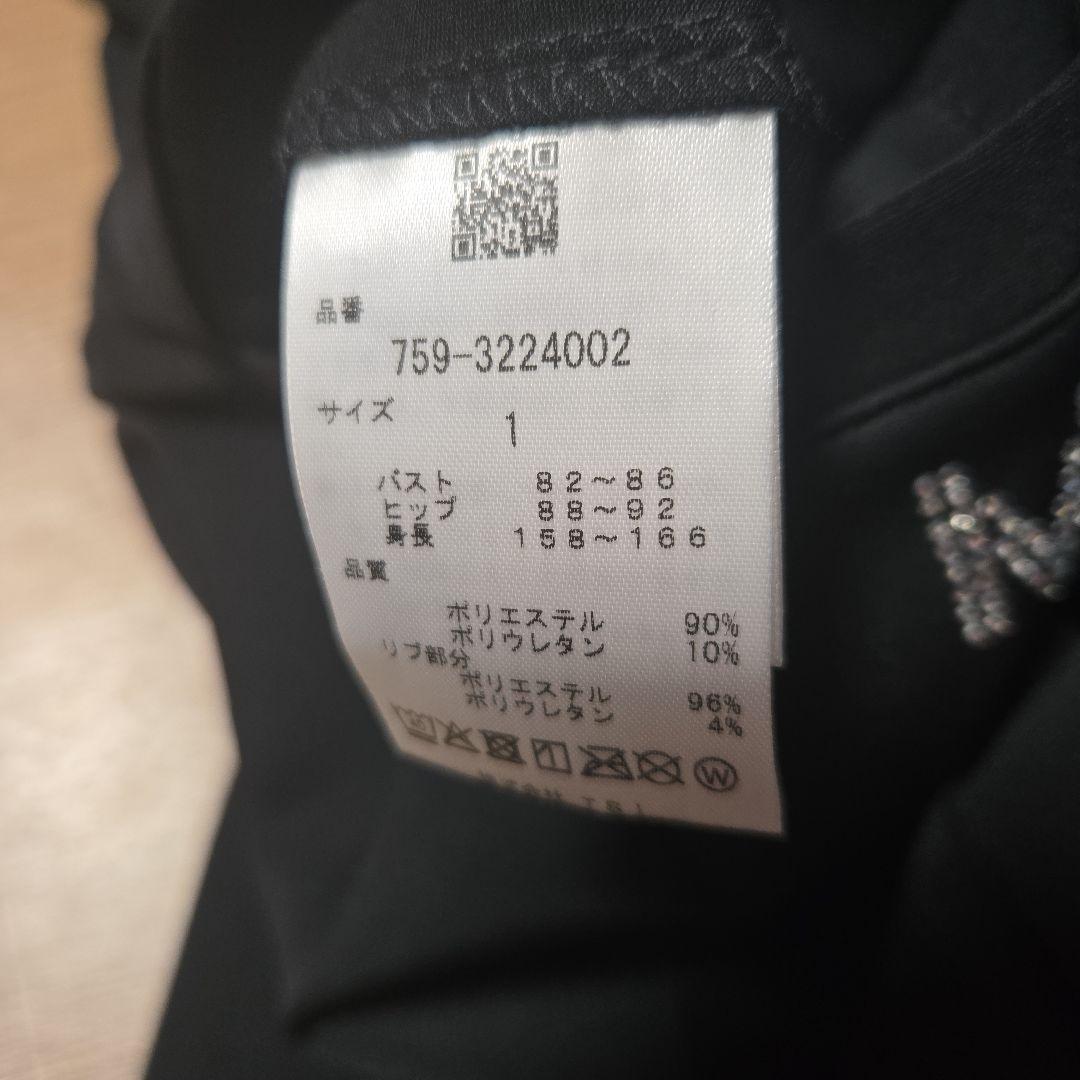 品番
759-3224002
サイズ
1
バスト 82~86
ヒップ 88~92
身長 158~166
品質
ポリエステル 90%
ポリウレタン 10%
リブ部分
ポリエステル 96%
ポリウレタン 4%
W